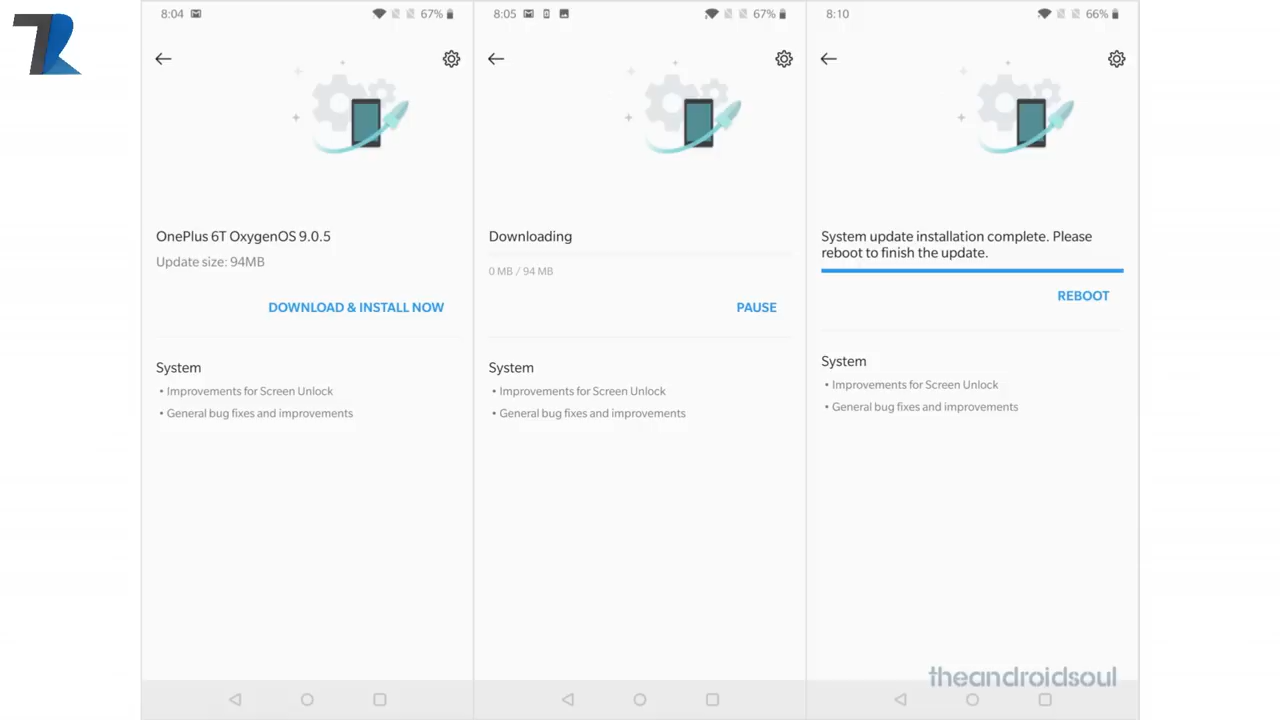 8:04
67%
OnePlus 6T OxygenOS 9.0.5
Update size: 94MB
DOWNLOAD & INSTALL NOW
System
• Improvements for Screen Unlock
• General bug fixes and improvements
8:05
67%
Downloading
0 MB / 94 MB
PAUSE
System
• Improvements for Screen Unlock
• General bug fixes and improvements
8:10
66%
System update installation complete. Please
reboot to finish the update.
REBOOT
System
• Improvements for Screen Unlock
• General bug fixes and improvements
theandroidsoul